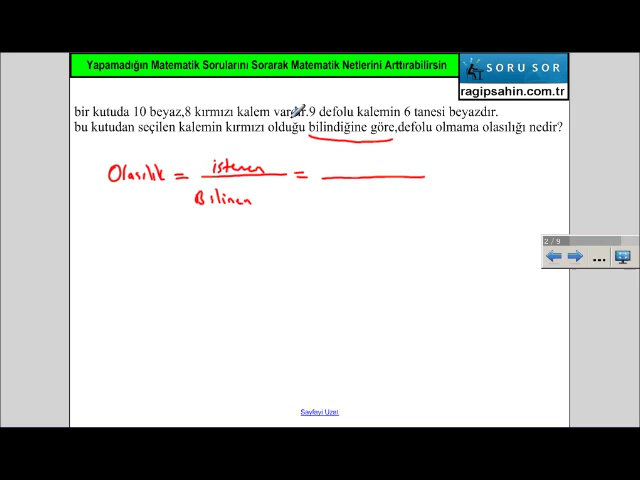 Yapamadığın Matematik Sorularını Sorarak Matematik Netlerini Arttırabilirsin
SORU SOR
ragipsahin.com.tr
bir kutuda 10 beyaz,8 kırmızı kalem vardır.9 defolu kalemin 6 tanesi beyazdır.
bu kutudan seçilen kalemin kırmızı olduğu bilindiğine göre,defolu olmama olasılığı nedir?
Olasılık = istenen / Bilinen =
2 / 9
...
Sayfayi Uzat